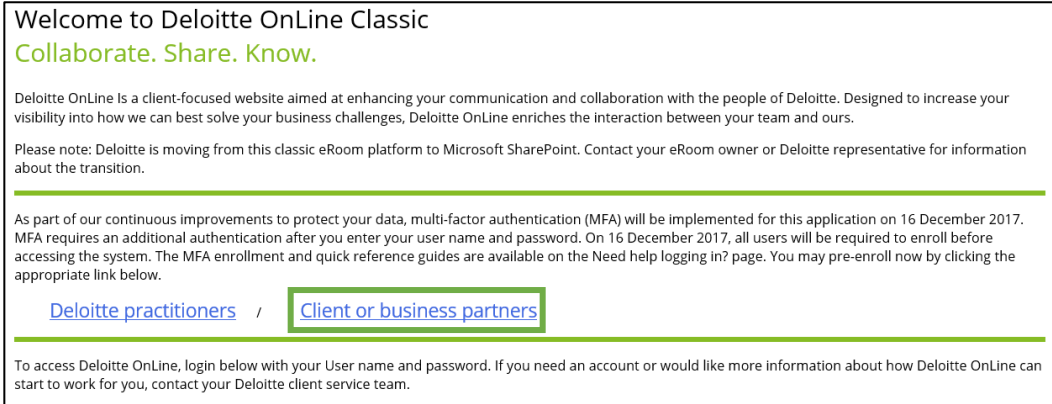 Welcome to Deloitte OnLine Classic
Collaborate. Share. Know.
Deloitte OnLine Is a client-focused website aimed at enhancing your communication and collaboration with the people of Deloitte. Designed to increase your
visibility into how we can best solve your business challenges, Deloitte OnLine enriches the interaction between your team and ours.
Please note: Deloitte is moving from this classic eRoom platform to Microsoft SharePoint. Contact your eRoom owner or Deloitte representative for information
about the transition.
As part of our continuous improvements to protect your data, multi-factor authentication (MFA) will be implemented for this application on 16 December 2017.
MFA requires an additional authentication after you enter your user name and password. On 16 December 2017, all users will be required to enroll before
accessing the system. The MFA enrollment and quick reference guides are available on the Need help logging in? page. You may pre-enroll now by clicking the
appropriate link below.
Deloitte practitioners / Client or business partners
To access Deloitte OnLine, login below with your User name and password. If you need an account or would like more information about how Deloitte OnLine can
start to work for you, contact your Deloitte client service team.